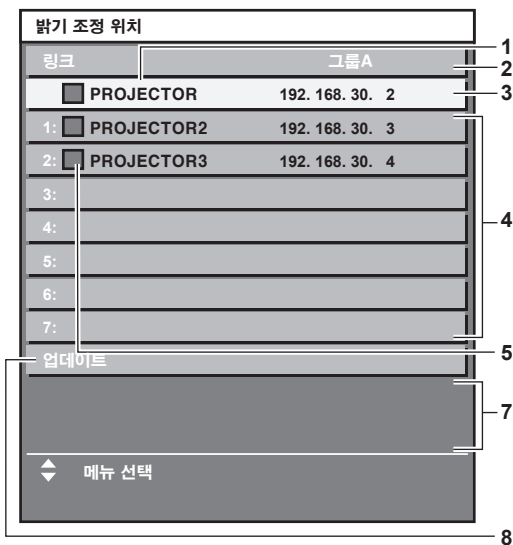 밝기 조정 위치
링크 그룹A
PROJECTOR 192. 168. 30. 2
1: PROJECTOR2 192. 168. 30. 3
2: PROJECTOR3 192. 168. 30. 4
3:
4:
5:
6:
7:
업데이트
메뉴 선택
1
2
3
4
5
7
8